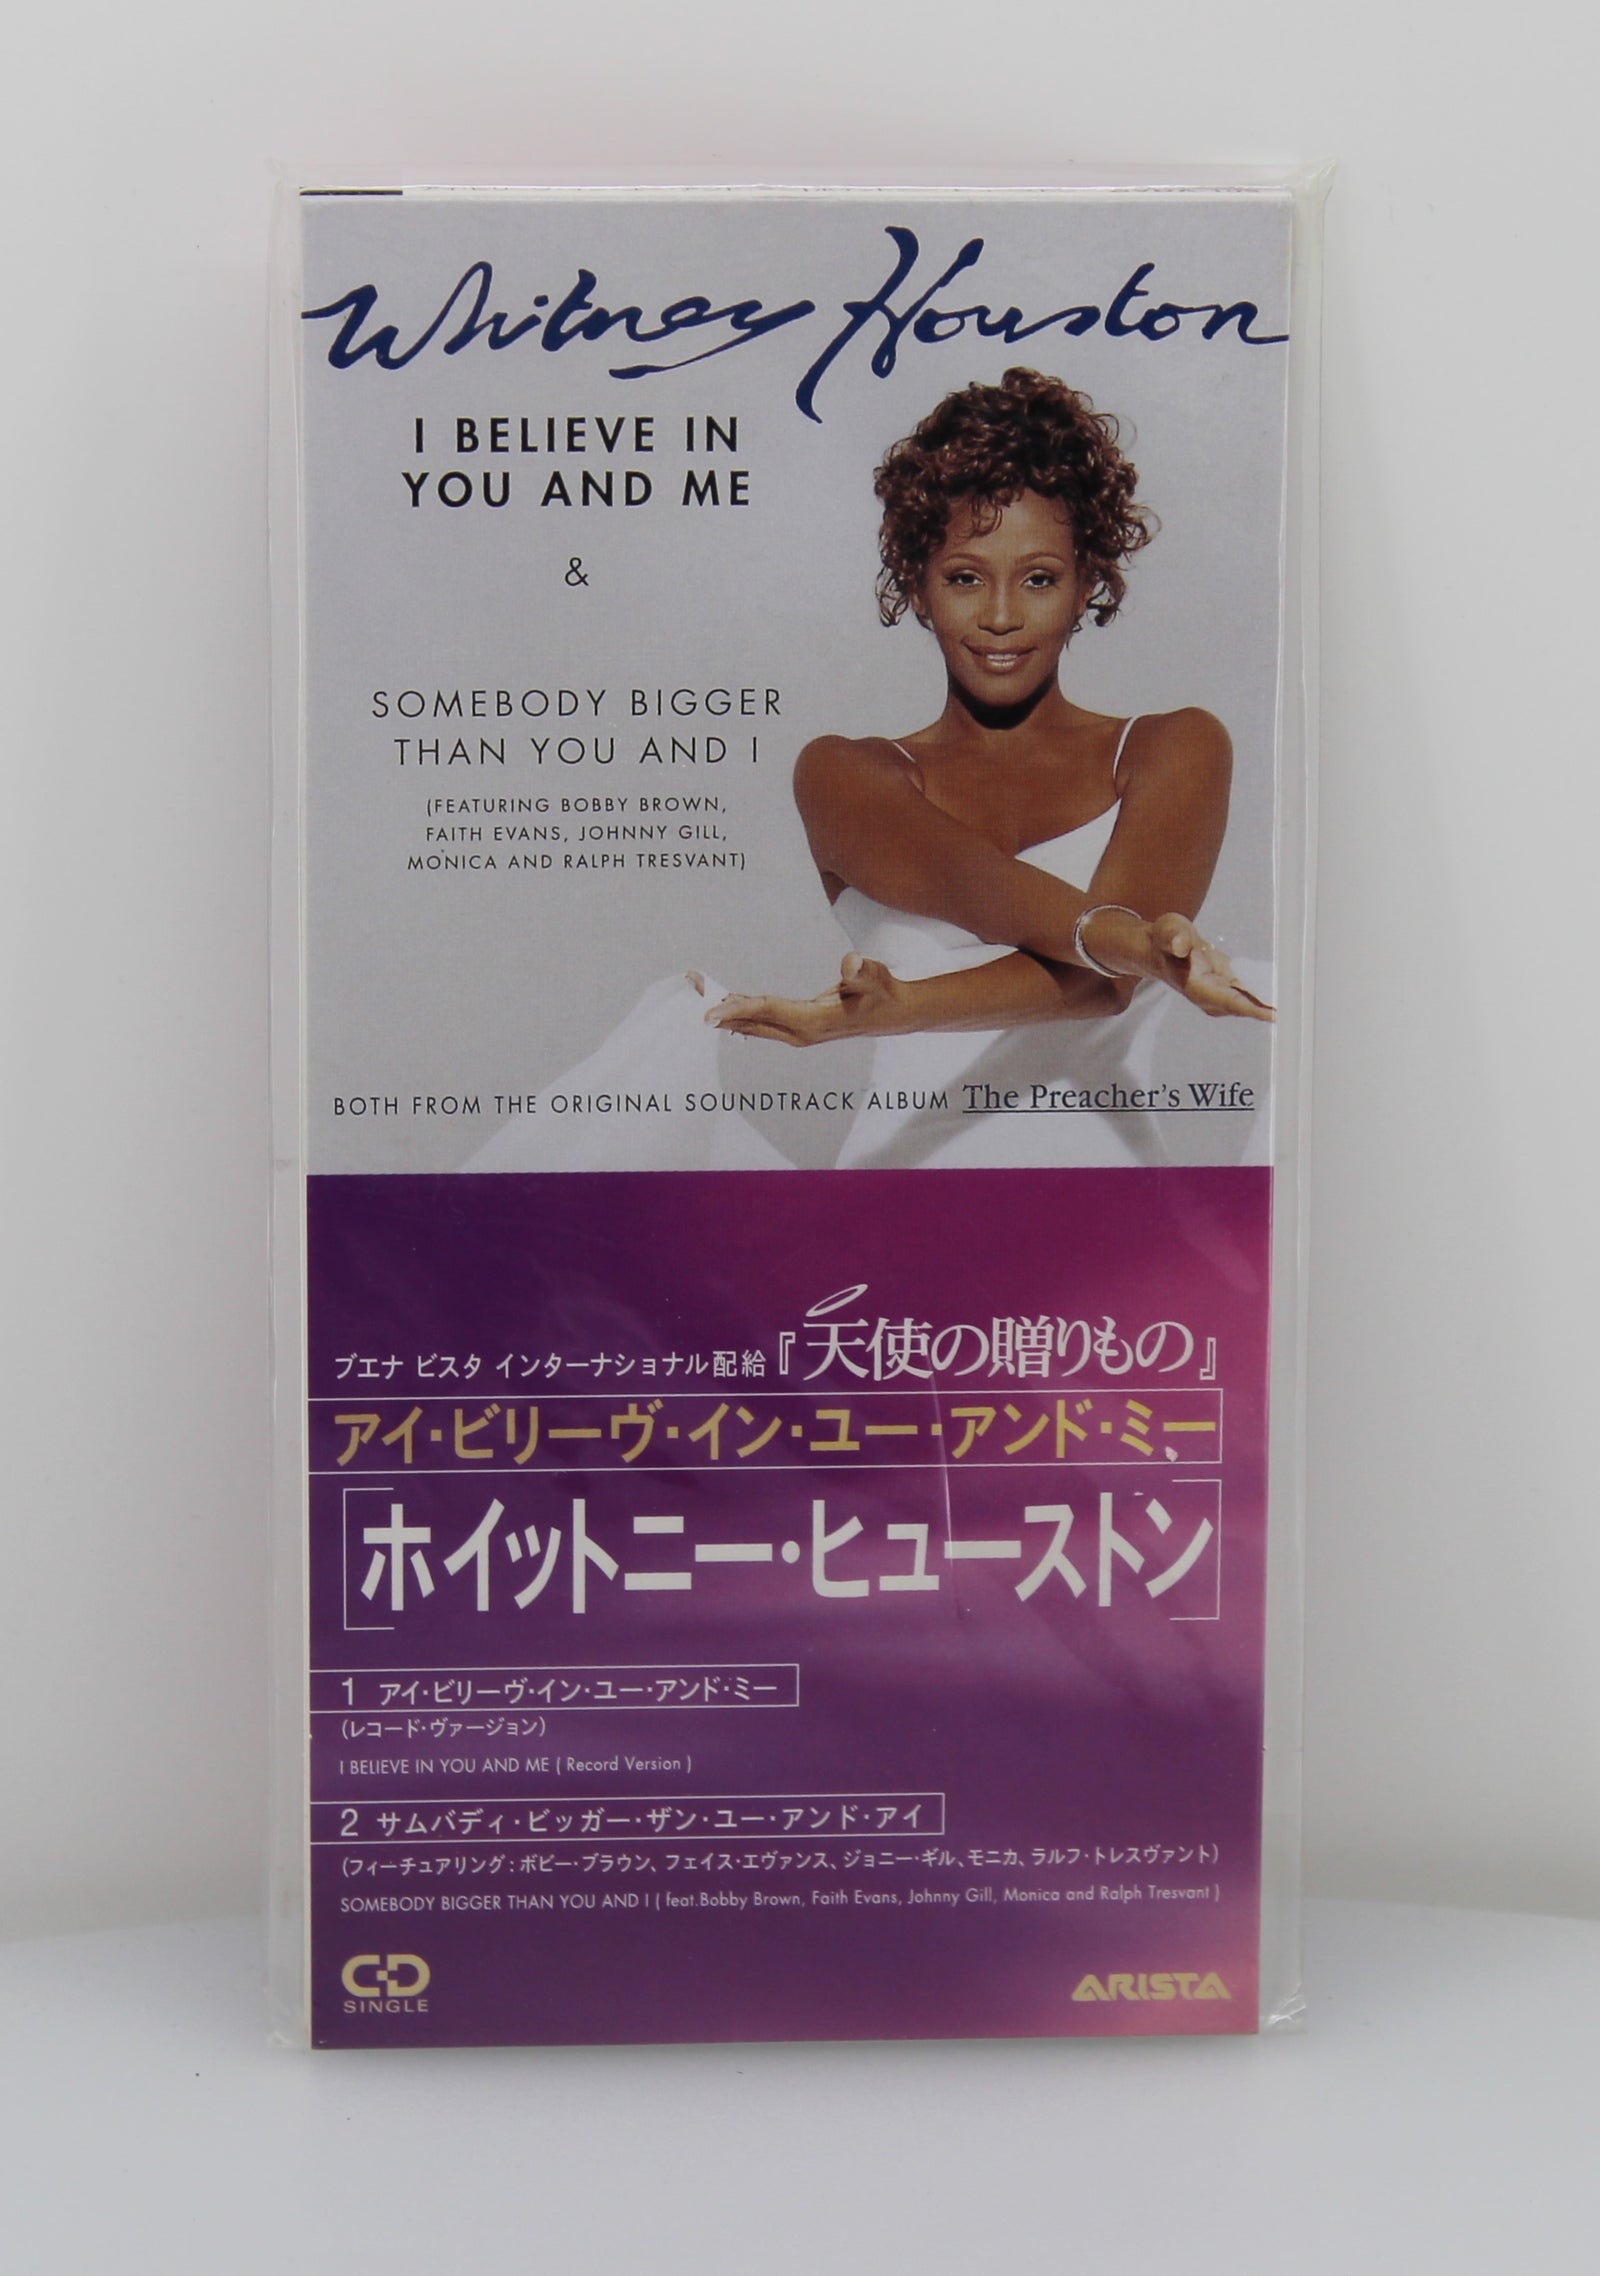 Whitney Houston
I BELIEVE IN
YOU AND ME
&
SOMEBODY BIGGER
THAN YOU AND I
(FEATURING BOBBY BROWN,
FAITH EVANS, JOHNNY GILL,
MONICA AND RALPH TRESVANT)
BOTH FROM THE ORIGINAL SOUNDTRACK ALBUM The Preacher's Wife
ブエナ ビスタ インターナショナル配給『天使の贈りもの』
アイ・ビリーヴ・イン・ユー・アンド・ミー
ホイットニー・ヒューストン
1 アイ・ビリーヴ・イン・ユー・アンド・ミー
(レコード・ヴァージョン)
I BELIEVE IN YOU AND ME ( Record Version )
2 サムバディ・ビッガー・ザン・ユー・アンド・アイ
(フィーチュアリング:ボビー・ブラウン、フェイス・エヴァンス、ジョニー・ギル、モニカ、ラルフ・トレスヴァント)
SOMEBODY BIGGER THAN YOU AND I ( feat.Bobby Brown, Faith Evans, Johnny Gill, Monica and Ralph Tresvant )
CD
SINGLE
ARISTA